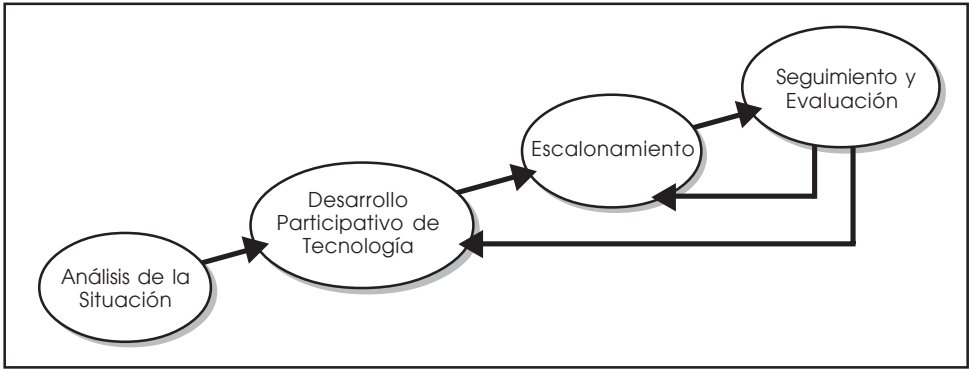 Análisis de la
Situación
Desarrollo
Participativo de
Tecnología
Escalonamiento
Seguimiento y
Evaluación